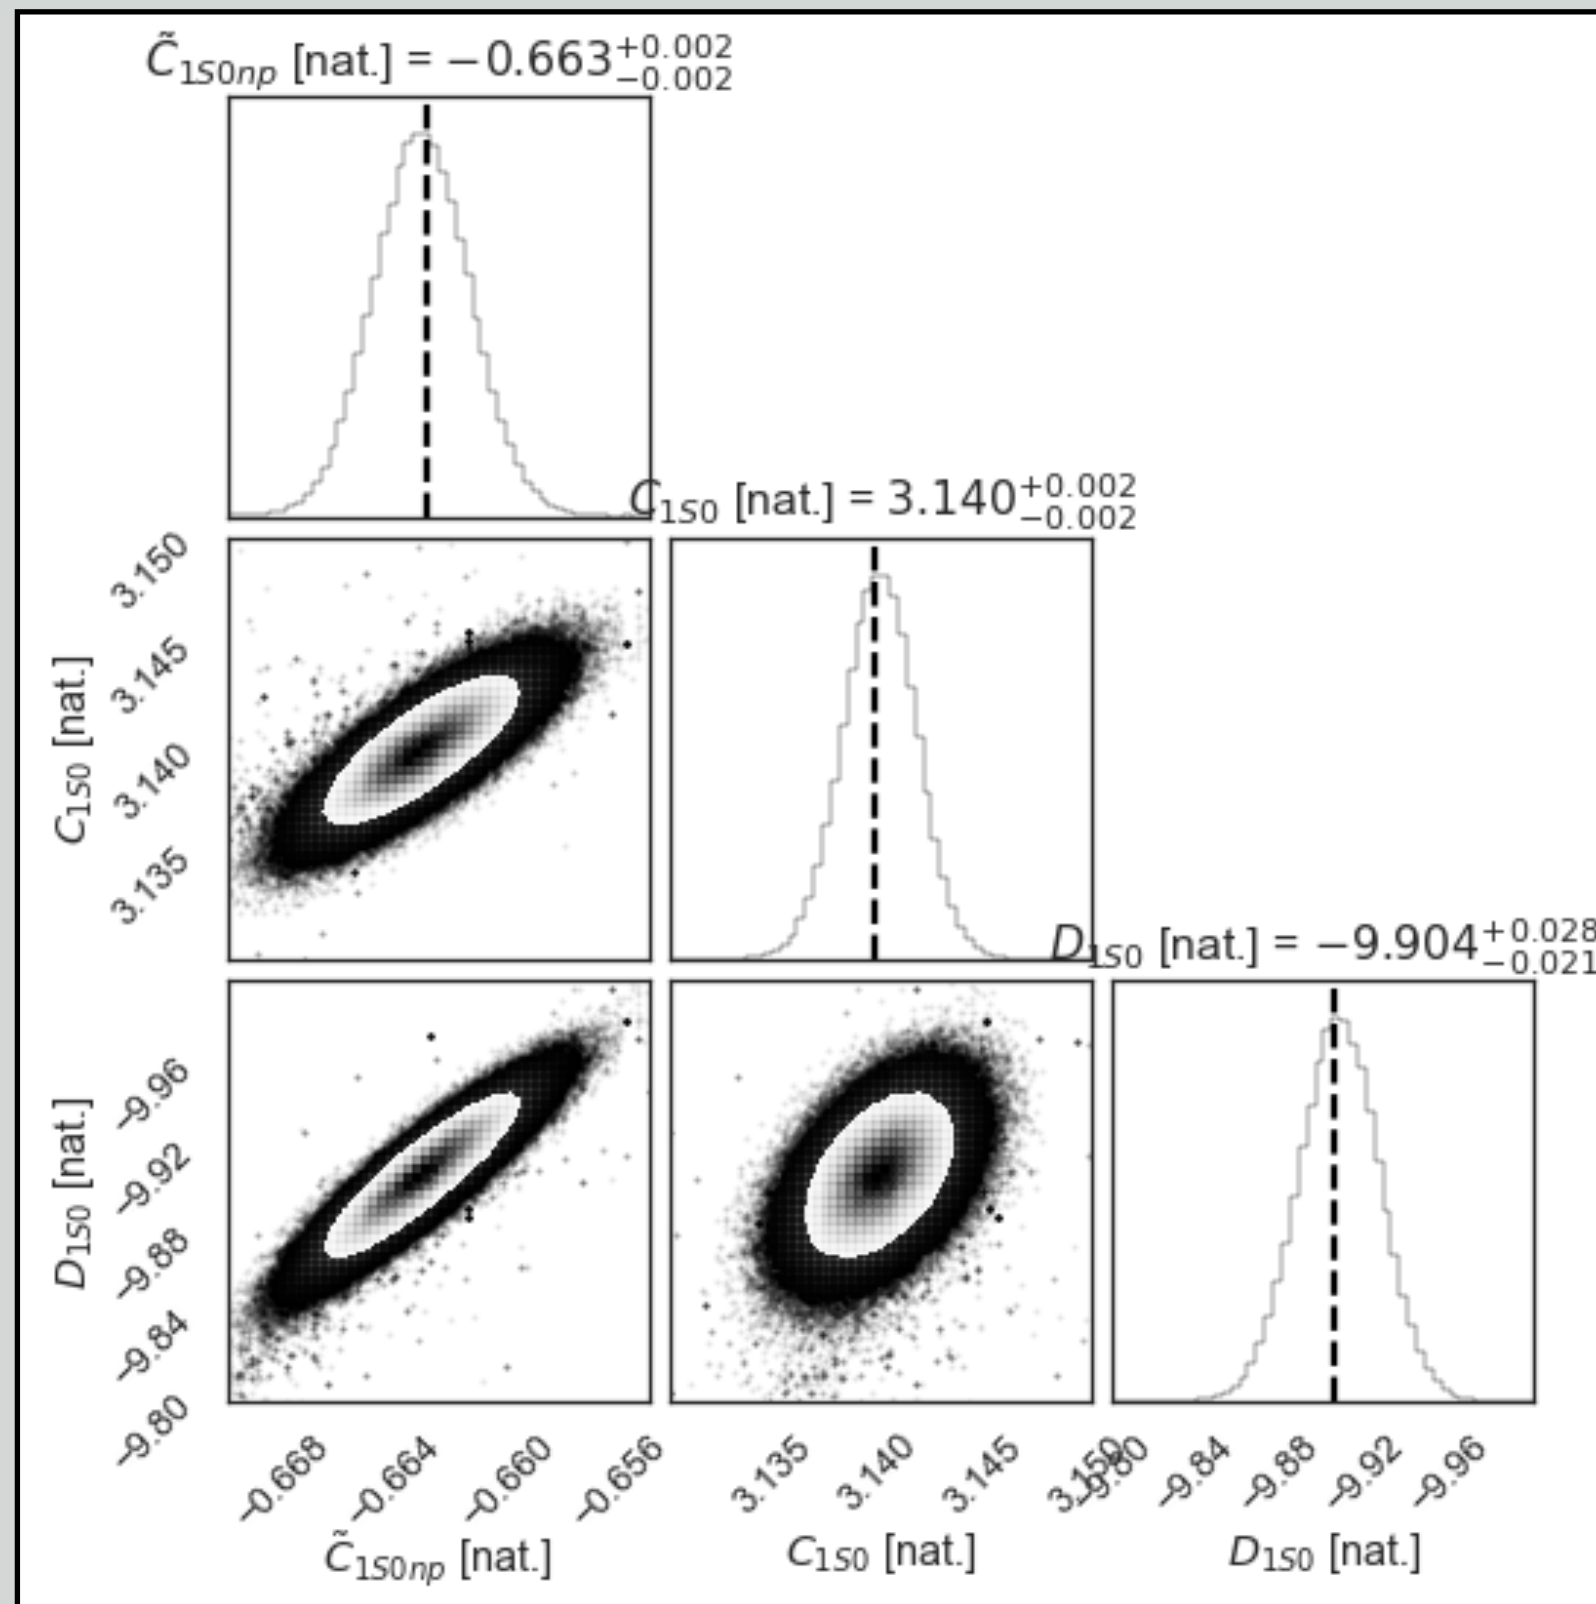 C̃1S0np [nat.] = −0.663 +0.002 −0.002
C1S0 [nat.] = 3.140 +0.002 −0.002
3.150
3.145
3.140
3.135
C1S0 [nat.]
D1S0 [nat.] = −9.904 +0.028 −0.021
−9.96
−9.92
−9.88
−9.84
−9.80
D1S0 [nat.]
−0.668 −0.664 −0.660 −0.656 3.135 3.140 3.145 3.150 −9.80 −9.84 −9.88 −9.92 −9.96
C̃1S0np [nat.] C1S0 [nat.] D1S0 [nat.]